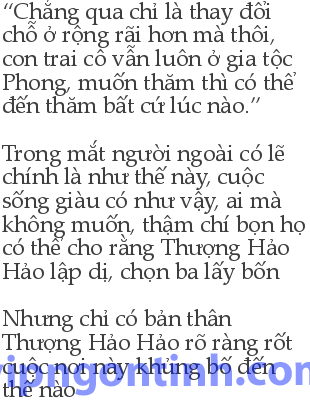 “Chẳng qua chỉ là thay đổi
chỗ ở rộng rãi hơn mà thôi,
con trai cô vẫn luôn ở gia tộc
Phong, muốn thăm thì có thể
đến thăm bất cứ lúc nào.”
Trong mắt người ngoài có lẽ
chính là như thế này, cuộc
sống giàu có như vậy, ai mà
không muốn, thậm chí bọn họ
có thể cho rằng Thượng Hảo
Hảo lập dị, chọn ba lấy bốn
Nhưng chỉ có bản thân
Thượng Hảo Hảo rõ ràng rốt
cuộc nơi này khủng bố đến
thế nào
ngontinh.com